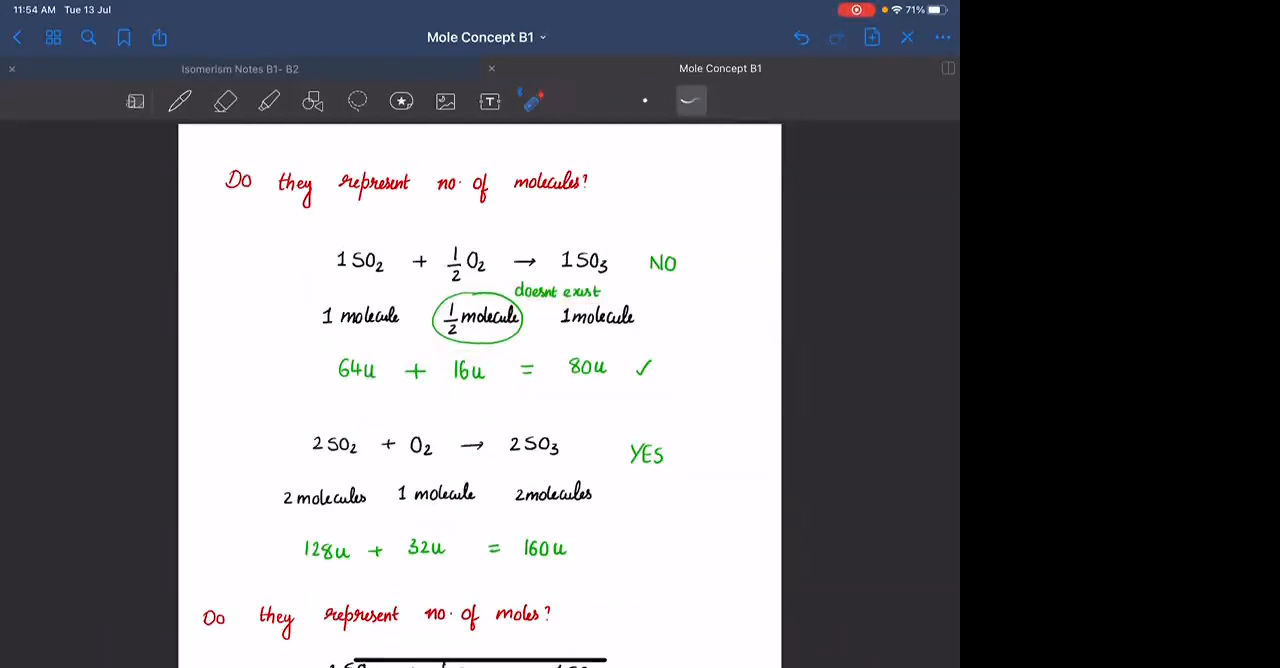 11:54 AM Tue 13 Jul
71%
Mole Concept B1
Isomerism Notes B1- B2
Mole Concept B1
T
Do they represent no. of molecules?
1 SO₂ + 1/2 O₂ → 1 SO₃ NO
doesnt exist
1 molecule 1/2 molecule 1 molecule
64u + 16u = 80u ✓
2 SO₂ + O₂ → 2 SO₃ YES
2 molecules 1 molecule 2 molecules
128u + 32u = 160u
Do they represent no. of moles?